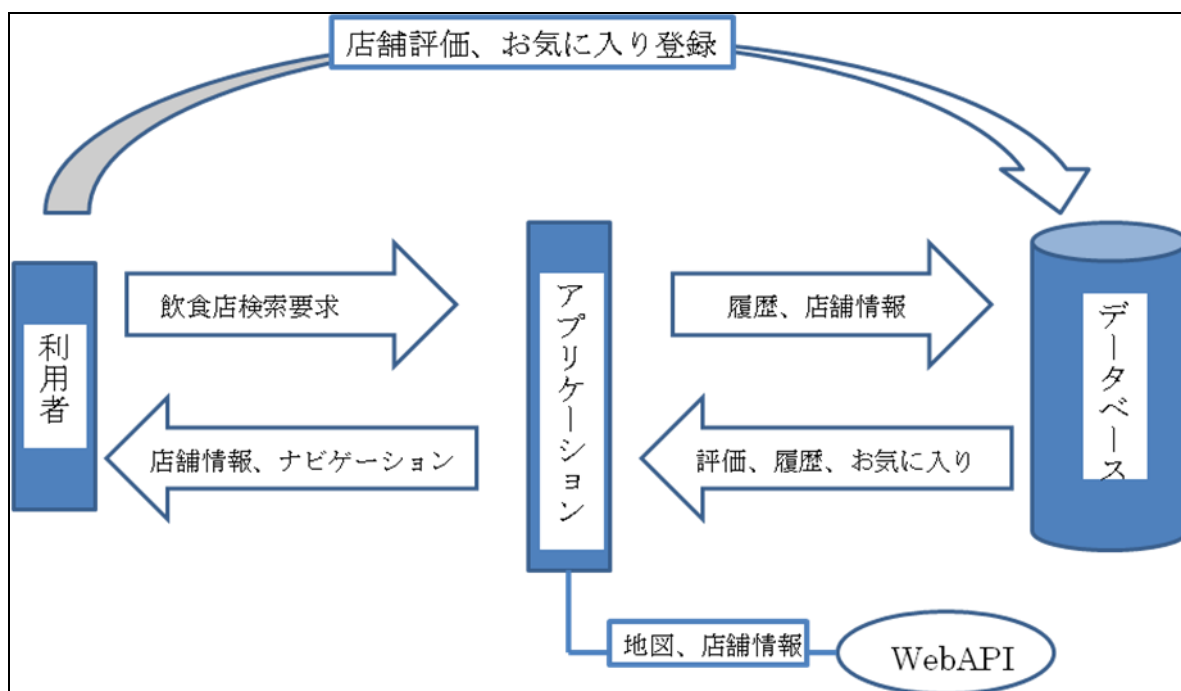 店舗評価、お気に入り登録
飲食店検索要求
履歴、店舗情報
利用者
アプリケーション
データベース
店舗情報、ナビゲーション
評価、履歴、お気に入り
地図、店舗情報
WebAPI